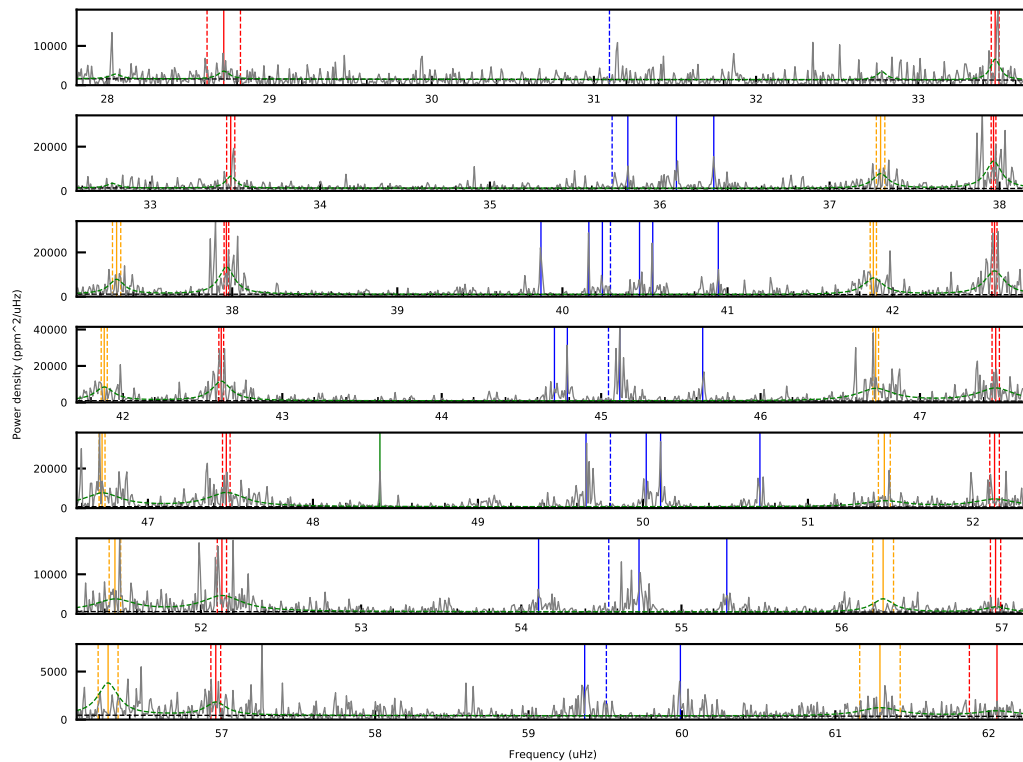 10000
0
28 29 30 31 32 33
20000
0
33 34 35 36 37 38
20000
0
38 39 40 41 42
Power density (ppm^2/uHz)
40000
20000
0
42 43 44 45 46 47
20000
0
47 48 49 50 51 52
10000
0
52 53 54 55 56 57
5000
0
57 58 59 60 61 62
Frequency (uHz)